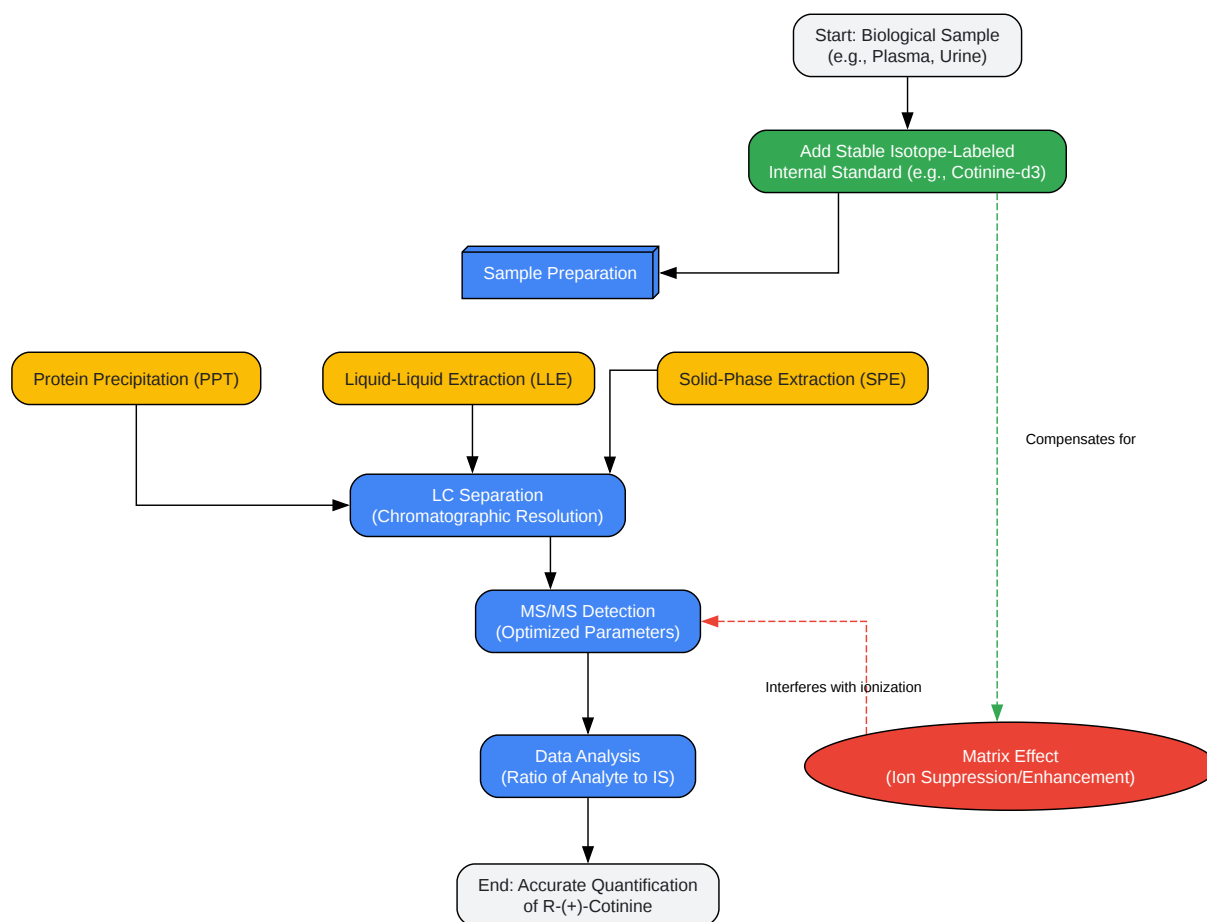 Start: Biological Sample
(e.g., Plasma, Urine)
Add Stable Isotope-Labeled
Internal Standard (e.g., Cotinine-d3)
Sample Preparation
Protein Precipitation (PPT)
Liquid-Liquid Extraction (LLE)
Solid-Phase Extraction (SPE)
Compensates for
LC Separation
(Chromatographic Resolution)
MS/MS Detection
(Optimized Parameters)
Interferes with ionization
Data Analysis
(Ratio of Analyte to IS)
Matrix Effect
(Ion Suppression/Enhancement)
End: Accurate Quantification
of R-(+)-Cotinine